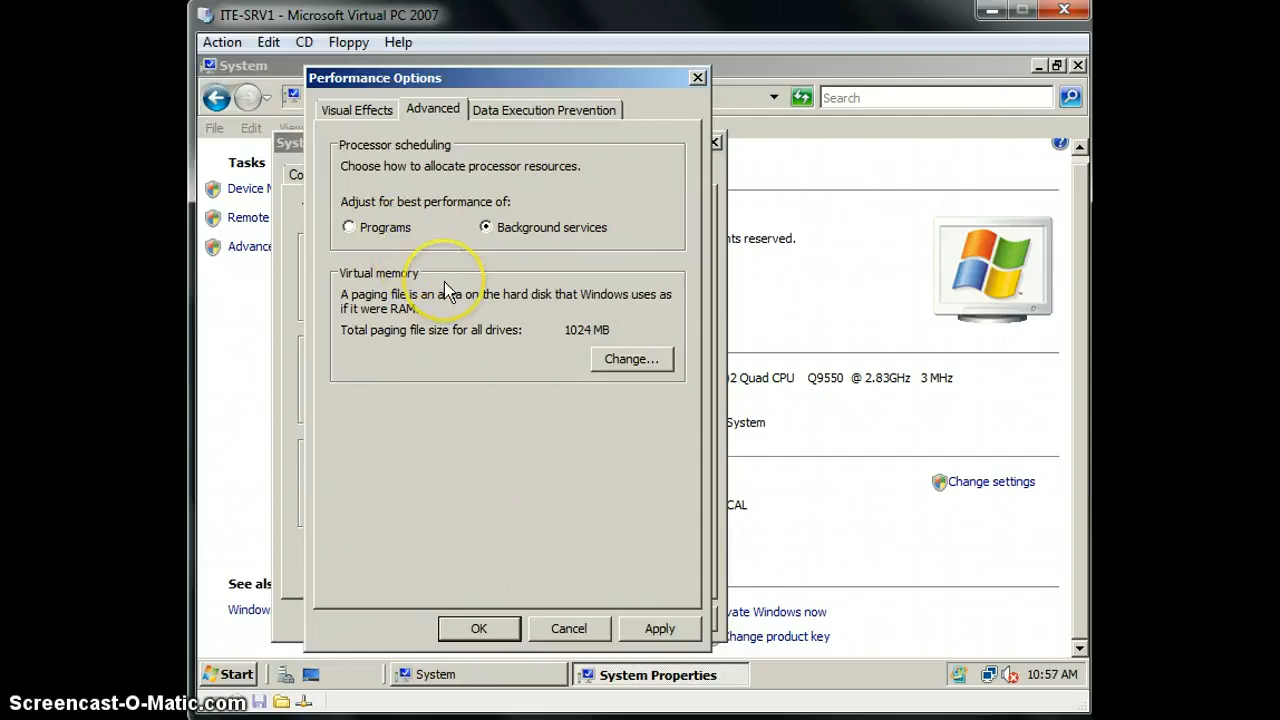 ITE-SRV1 - Microsoft Virtual PC 2007
Action Edit CD Floppy Help
System
Performance Options
Search
Visual Effects Advanced Data Execution Prevention
File Edit View
Syst
Processor scheduling
Tasks
Choose how to allocate processor resources.
Co
Device M
Adjust for best performance of:
Remote
Programs Background services
hts reserved.
Advance
Virtual memory
A paging file is an area on the hard disk that Windows uses as
if it were RAM.
Total paging file size for all drives: 1024 MB
Change...
2 Quad CPU Q9550 @ 2.83GHz 3 MHz
System
Change settings
CAL
See als
Window
vate Windows now
OK Cancel Apply
Change product key
Start System System Properties 10:57 AM
Screencast-O-Matic.com